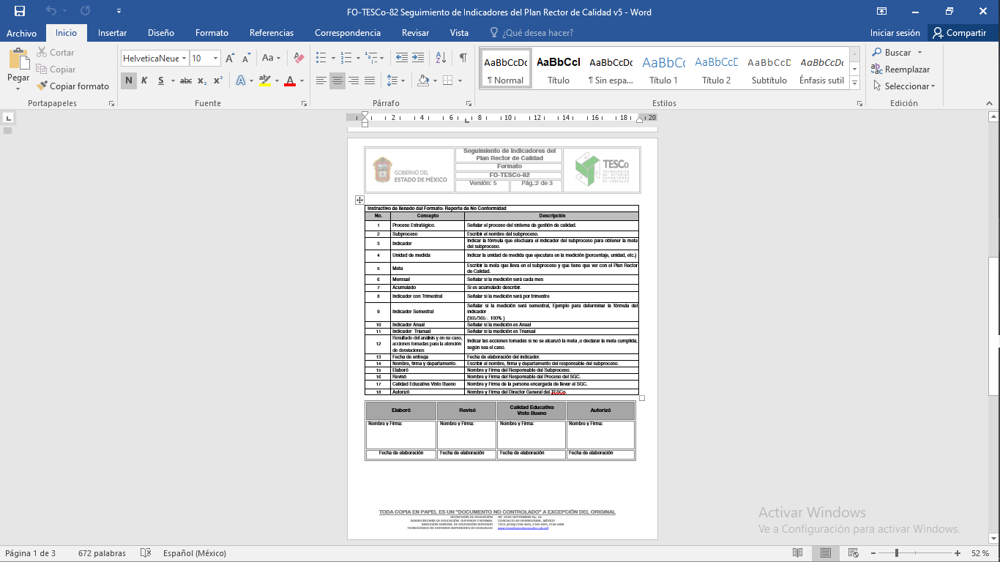 FO-TESCo-82 Seguimiento de Indicadores del Plan Rector de Calidad v5 - Word
Archivo Inicio Insertar Diseño Formato Referencias Correspondencia Revisar Vista ¿Qué desea hacer? Iniciar sesión Compartir
Pegar
Cortar
Copiar
Copiar formato
Portapapeles
HelveticaNeue 10
N K S abc x₂ x²
Fuente
Párrafo
AaBbCcDc AaBbCcI AaBbCcDc AaBbCc AaBbCcD AaBbCcD AaBbCcDc
¶ Normal Título ¶ Sin espa... Título 1 Título 2 Subtítulo Énfasis sutil
Estilos
Buscar
Reemplazar
Seleccionar
Edición
2 4 6 8 10 12 14 16 18 20
GOBIERNO DEL
ESTADO DE MÉXICO
Seguimiento de Indicadores del
Plan Rector de Calidad
Formato
FO-TESCo-82
Versión: 5 Pág.:2 de 3
TESCo
TECNOLÓGICO
DE ESTUDIOS
SUPERIORES
DE COACALCO
Instructivo de llenado del Formato: Reporte de No Conformidad
No. Concepto Descripción
1 Proceso Estratégico. Señalar el proceso del sistema de gestión de calidad.
2 Subproceso Escribir el nombre del subproceso.
3 Indicador Indicar la fórmula que efectuara el indicador del subproceso para obtener la meta
del subproceso.
4 Unidad de medida Indicar la unidad de medida que ejecutara en la medición (porcentaje, unidad, etc.)
5 Meta Escribir la meta que lleva en el subproceso y que tiene que ver con el Plan Rector
de Calidad.
6 Mensual Señalar si la medición será cada mes
7 Acumulado Si es acumulado describir.
8 Indicador con Trimestral Señalar si la medición será por trimestre
9 Indicador Semestral Señalar si la medición será semestral, Ejemplo para determinar la fórmula del
indicador
(365/365:: 100% )
10 Indicador Anual Señalar si la medición es Anual
11 Indicador Trianual Señalar si la medición es Trianual
12 Resultado del análisis y en su caso,
acciones tomadas para la atención
de desviaciones
Indicar las acciones tomadas si no se alcanzó la meta ,o declarar la meta cumplida,
según sea el caso.
13 Fecha de entrega Fecha de elaboración del indicador.
14 Nombre, firma y departamento. Escribir el nombre, firma y departamento del responsable del subproceso.
15 Elaboró Nombre y Firma del Responsable del Subproceso.
16 Revisó Nombre y Firma del Responsable del Proceso del SGC.
17 Calidad Educativa Visto Bueno Nombre y Firma de la persona encargada de llevar el SGC.
18 Autorizó Nombre y Firma del Director General del TESCo.
Elaboró Revisó Calidad Educativa
Visto Bueno Autorizó
Nombre y Firma: Nombre y Firma: Nombre y Firma: Nombre y Firma:
Fecha de elaboración Fecha de elaboración Fecha de elaboración Fecha de elaboración
TODA COPIA EN PAPEL ES UN "DOCUMENTO NO CONTROLADO" A EXCEPCIÓN DEL ORIGINAL
SECRETARÍA DE EDUCACIÓN
SUBSECRETARÍA DE EDUCACIÓN SUPERIOR Y NORMAL
DIRECCIÓN GENERAL DE EDUCACIÓN SUPERIOR
TECNOLÓGICO DE ESTUDIOS SUPERIORES DE COACALCO
COACALCO DE BERRIOZÁBAL, MÉXICO
Activar Windows
Ve a Configuración para activar Windows.
Página 1 de 3 672 palabras Español (México) 52 %